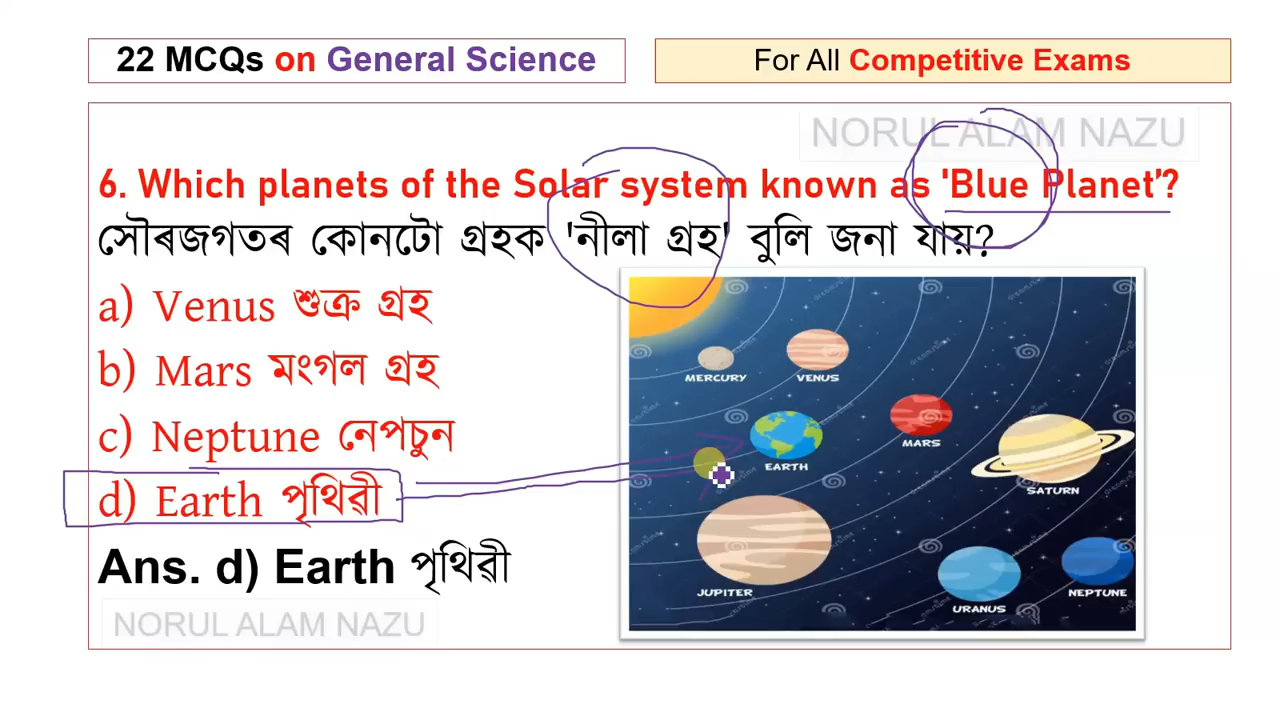 22 MCQs on General Science
For All Competitive Exams
NORUL ALAM NAZU
6. Which planets of the Solar system known as 'Blue Planet'?
সৌৰজগতৰ কোনটো গ্ৰহক 'নীলা গ্ৰহ' বুলি জনা যায়?
a) Venus শুক্ৰ গ্ৰহ
b) Mars মংগল গ্ৰহ
c) Neptune নেপচুন
d) Earth পৃথিৱী
Ans. d) Earth পৃথিৱী
NORUL ALAM NAZU
MERCURY
VENUS
MARS
EARTH
SATURN
JUPITER
URANUS
NEPTUNE
dreamstime